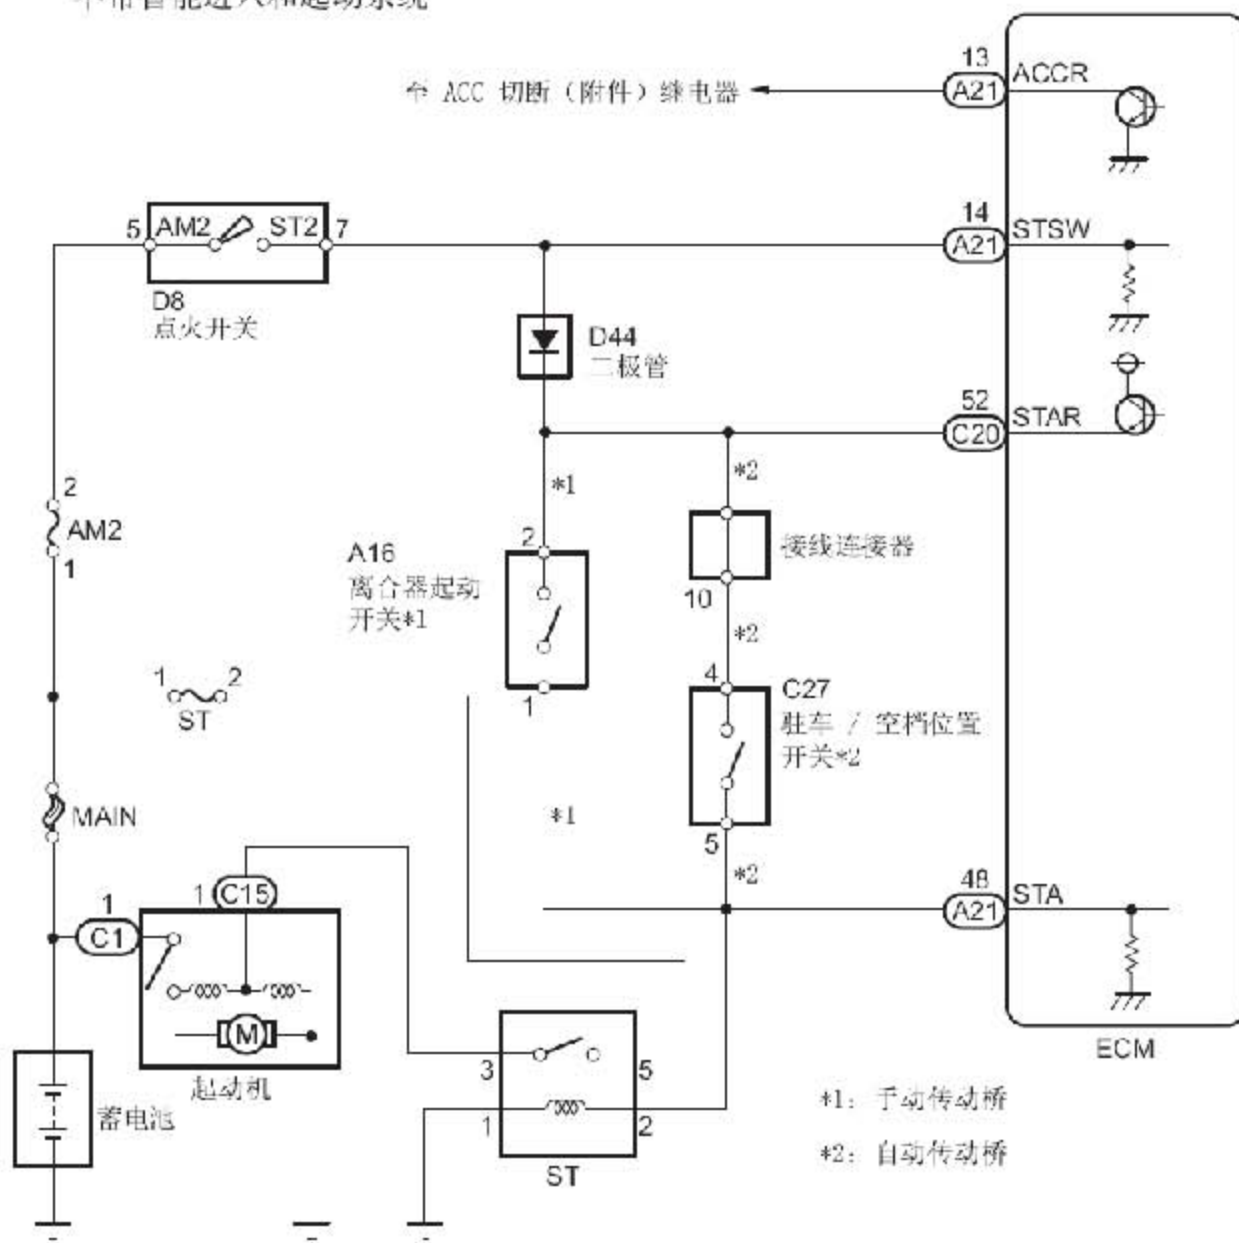 13
ACCR
至 ACC 切断（附件）继电器
A21
14
STSW
5
AM2
ST2
7
A21
D8
点火开关
D44
二极管
52
STAR
C20
*2
*1
2
AM2
1
A16
离合器起动
开关*1
2
接线连接器
10
*2
1
2
ST
1
4
C27
驻车 / 空档位置
开关*2
MAIN
*1
5
*2
1
C15
1
C1
48
STA
A21
M
起动机
ECM
3
5
蓄电池
1
2
ST
*1: 手动传动桥
*2: 自动传动桥